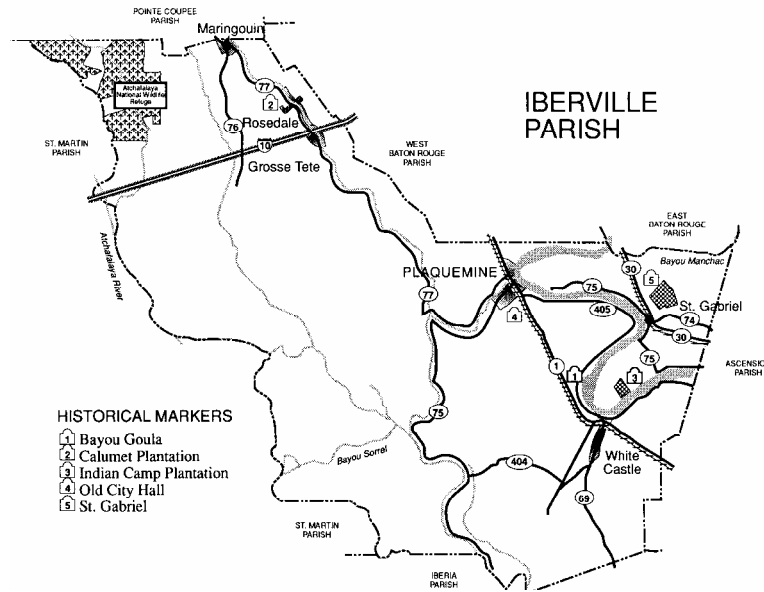 POINTE COUPEE
PARISH
Maringouin
77
2
Atchafalaya
National Wildlife
Refuge
IBERVILLE
PARISH
76
Rosedale
10
ST. MARTIN
PARISH
Grosse Tete
WEST
BATON ROUGE
PARISH
EAST
BATON ROUGE
PARISH
Atchafalaya River
30
Bayou Manchac
PLAQUEMINE
5
75
77
St. Gabriel
4
405
74
30
75
ASCENSIO
PARISH
1
1
3
HISTORICAL MARKERS
1 Bayou Goula
2 Calumet Plantation
3 Indian Camp Plantation
4 Old City Hall
5 St. Gabriel
75
Bayou Sorrel
404
White
Castle
69
ST. MARTIN
PARISH
IBERIA
PARISH